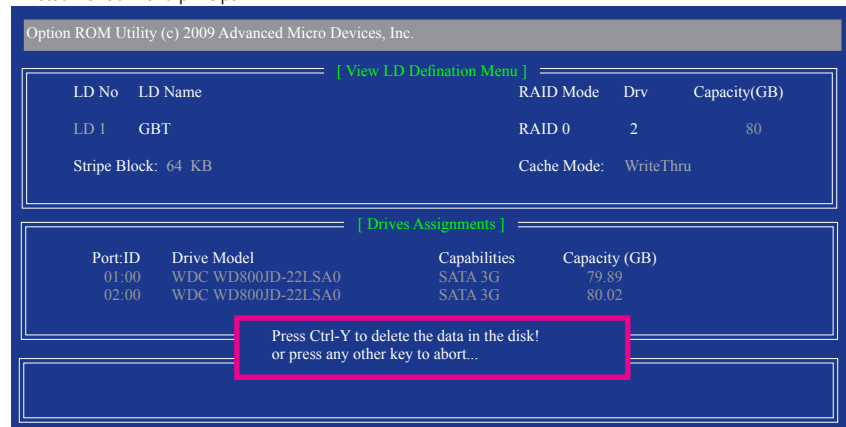 Option ROM Utility (c) 2009 Advanced Micro Devices, Inc.
[ View LD Defination Menu ]
LD No LD Name RAID Mode Drv Capacity(GB)
LD 1 GBT RAID 0 2 80
Stripe Block: 64 KB Cache Mode: WriteThru
[ Drives Assignments ]
Port:ID Drive Model Capabilities Capacity (GB)
01:00 WDC WD800JD-22LSA0 SATA 3G 79.89
02:00 WDC WD800JD-22LSA0 SATA 3G 80.02
Press Ctrl-Y to delete the data in the disk!
or press any other key to abort...